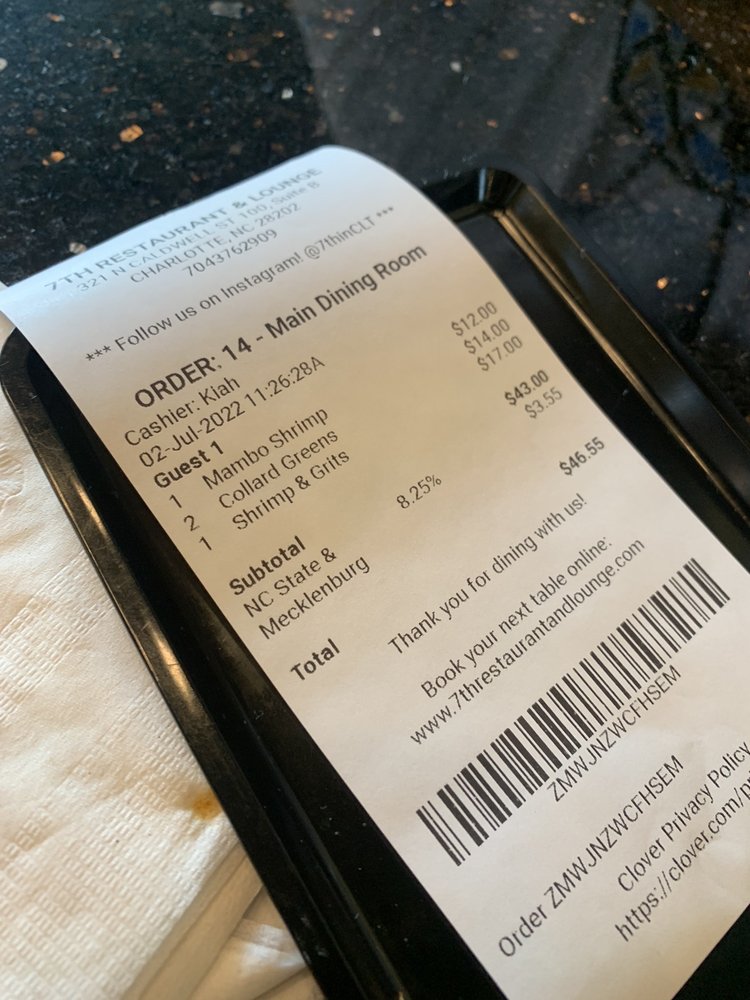 7TH RESTAURANT & LOUNGE
321 N CALDWELL ST 100, Suite B
CHARLOTTE, NC 28202
7043762909
*** Follow us on Instagram! @7thinCLT ***
ORDER: 14 - Main Dining Room
Cashier: Kiah
02-Jul-2022 11:26:28A
Guest 1
1 Mambo Shrimp $12.00
2 Collard Greens $14.00
1 Shrimp & Grits $17.00
Subtotal $43.00
NC State & 8.25% $3.55
Mecklenburg
Total $46.55
Thank you for dining with us!
Book your next table online:
www.7threstaurantandlounge.com
ZMWJNZWCFHSEM
Order ZMWJNZWCFHSEM
Clover Privacy Policy
https://clover.com/